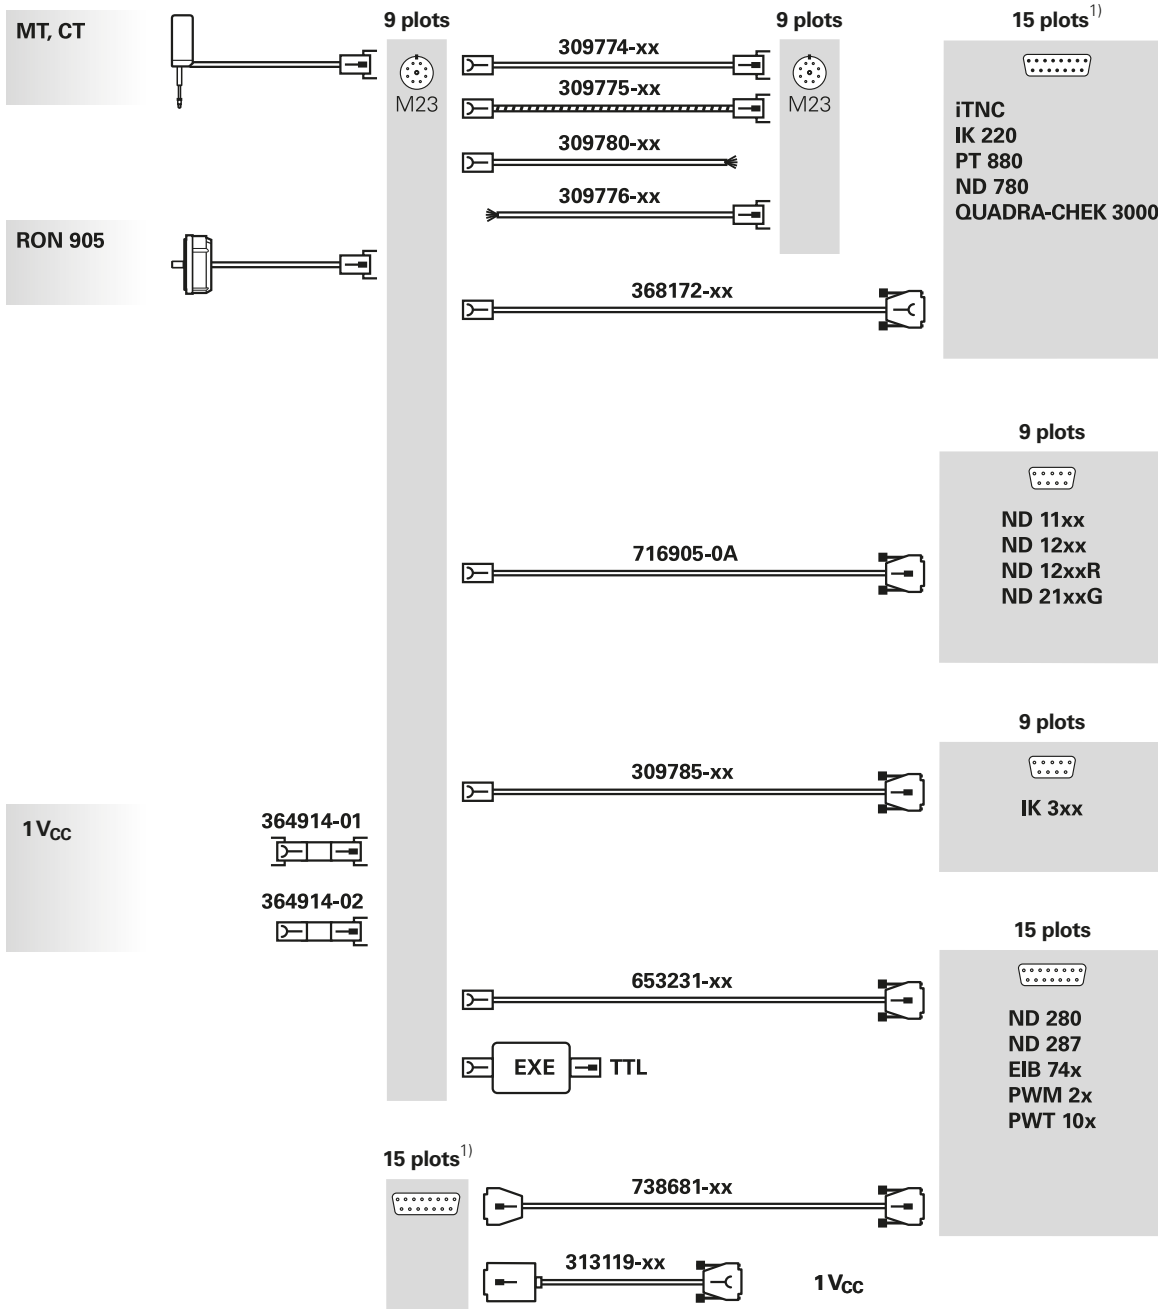 MT, CT
9 plots
9 plots
15 plots1)
309774-xx
M23
309775-xx
M23
iTNC
IK 220
PT 880
ND 780
QUADRA-CHEK 3000
309780-xx
309776-xx
RON 905
368172-xx
9 plots
ND 11xx
ND 12xx
ND 12xxR
ND 21xxG
716905-0A
9 plots
309785-xx
IK 3xx
1 VCC
364914-01
364914-02
15 plots
653231-xx
ND 280
ND 287
EIB 74x
PWM 2x
PWT 10x
EXE
TTL
15 plots1)
738681-xx
313119-xx
1 VCC